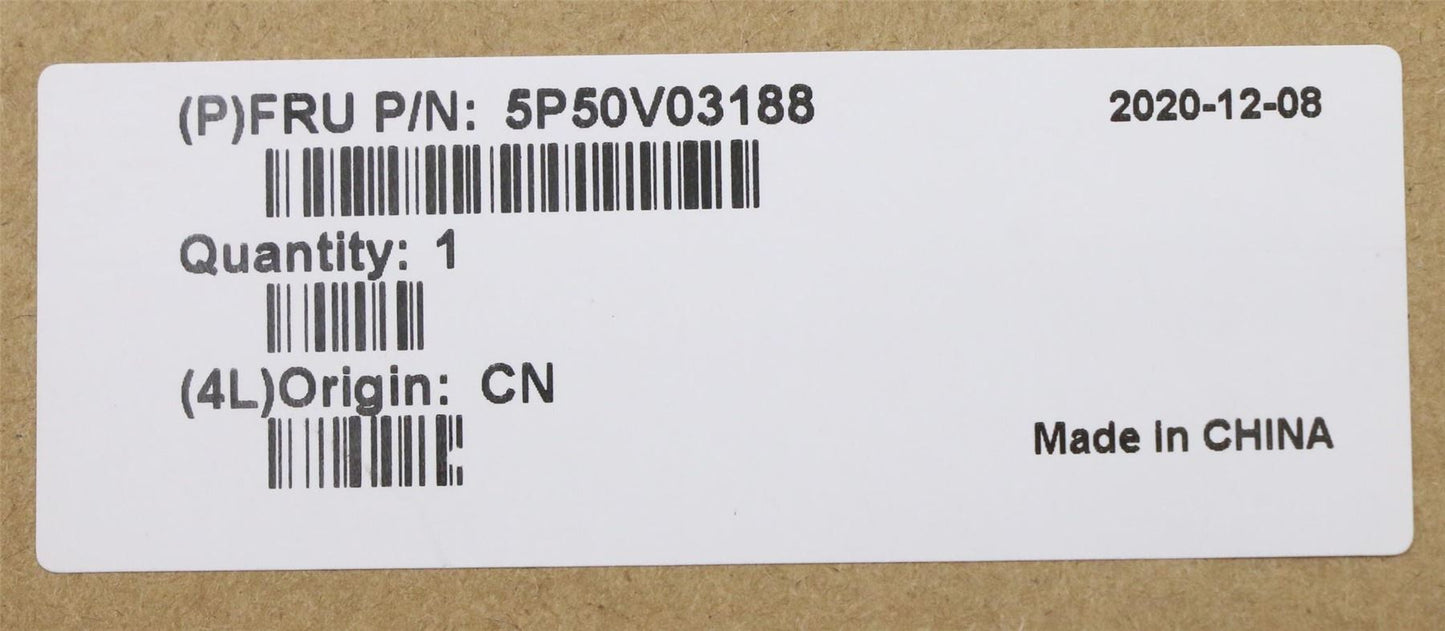 (P)FRU P/N: 5P50V03188
2020-12-08
Quantity: 1
(4L)Origin: CN
Made in CHINA